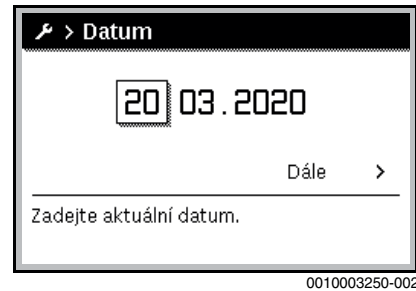 > Datum
20 03.2020
Dále >
Zadejte aktuální datum.
0010003250-002